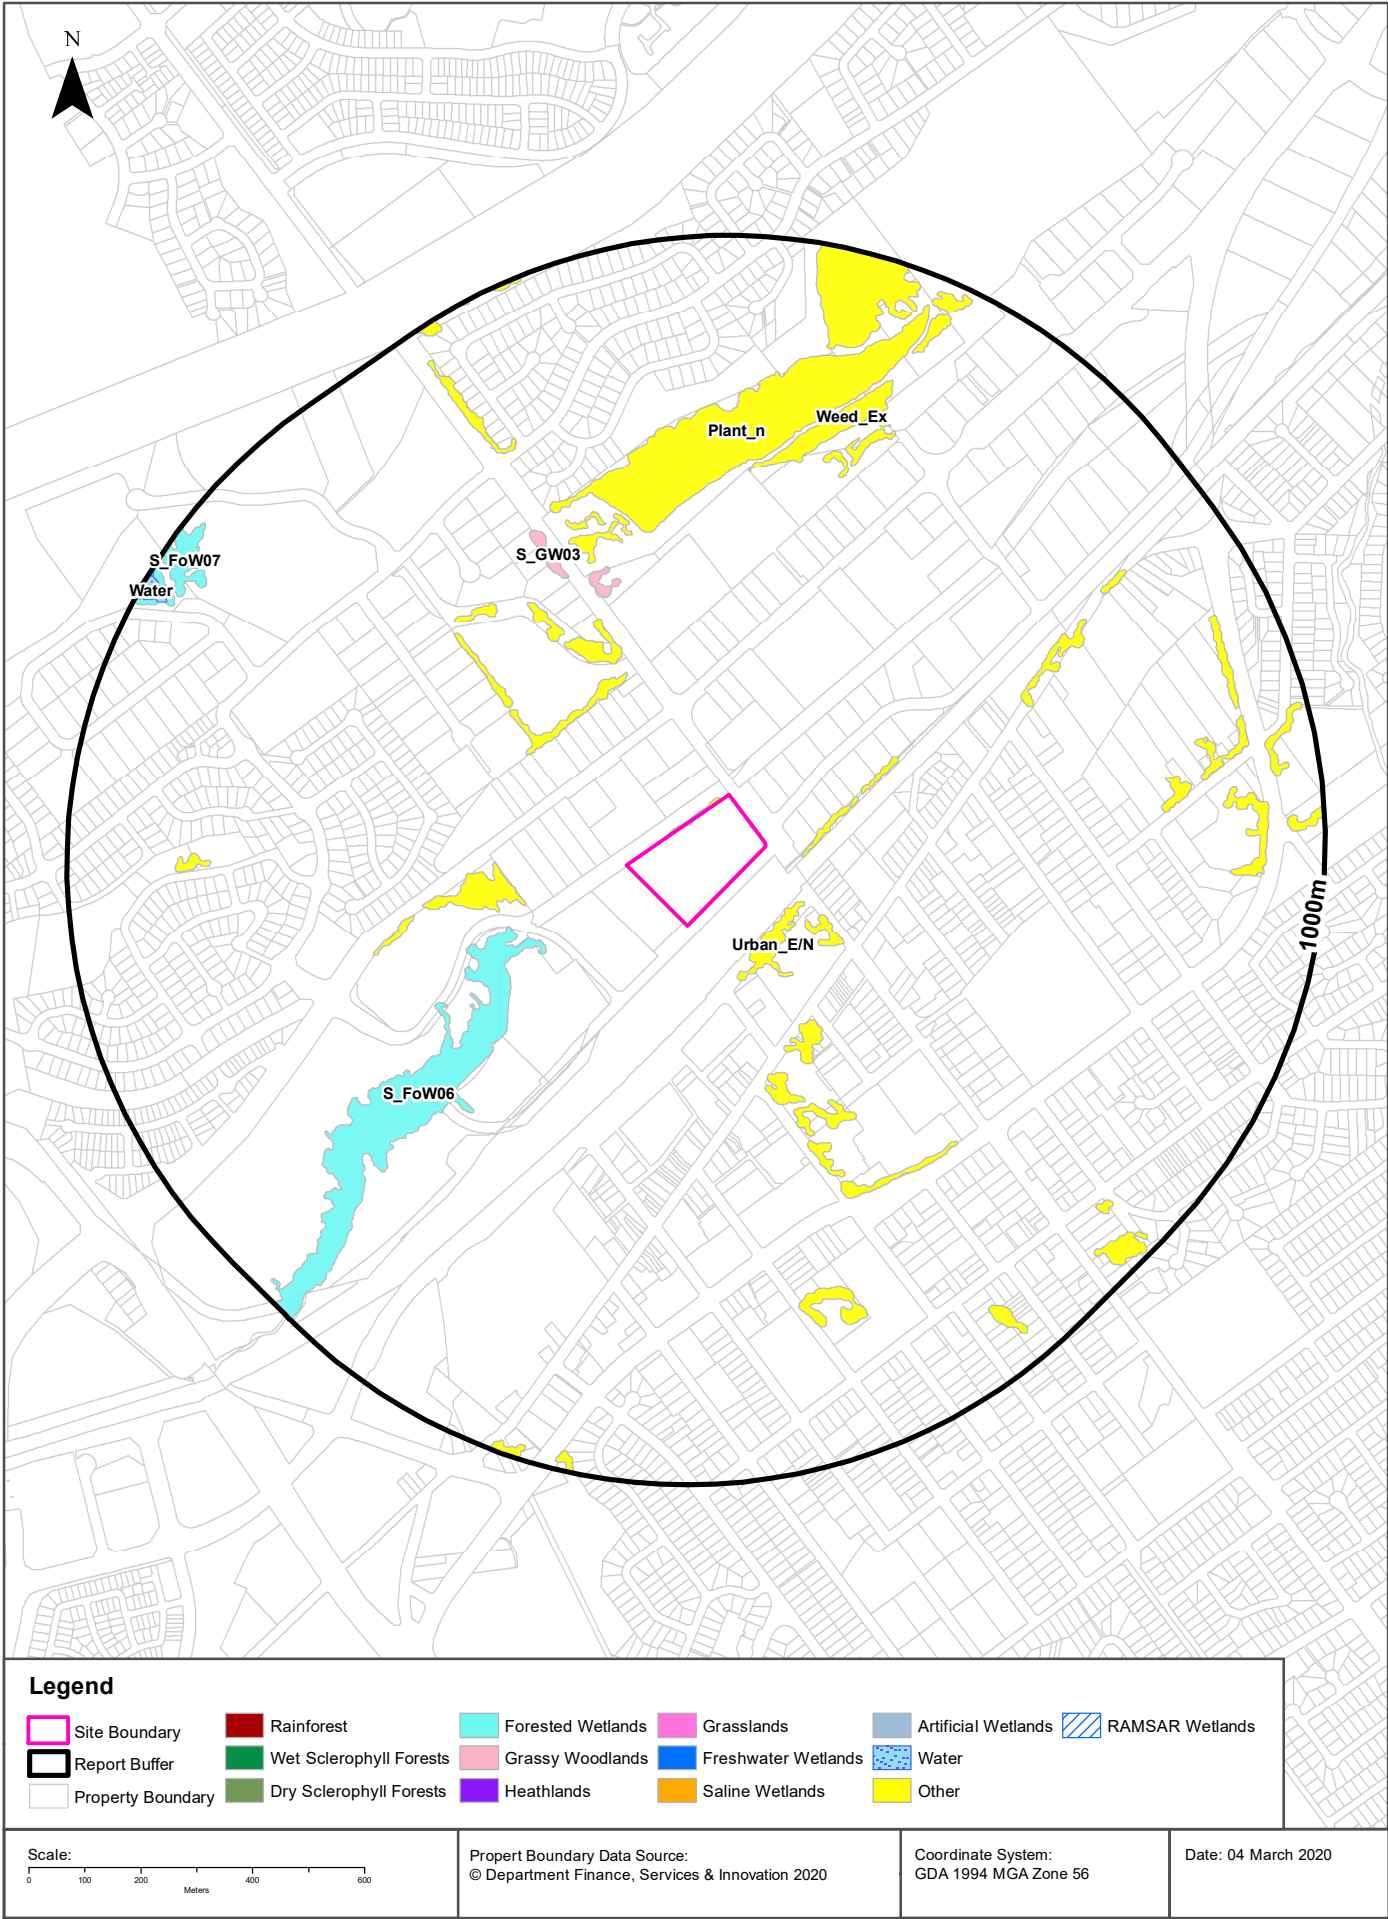 N
Plant_n
Weed_Ex
S_FoW07
Water
S_GW03
1000m
Urban_E/N
S_FoW06
Legend
Site Boundary
Report Buffer
Property Boundary
Rainforest
Wet Sclerophyll Forests
Dry Sclerophyll Forests
Forested Wetlands
Grassy Woodlands
Heathlands
Grasslands
Freshwater Wetlands
Saline Wetlands
Artificial Wetlands
Water
Other
RAMSAR Wetlands
Scale:
0 100 200 400 600
Meters
Propert Boundary Data Source:
© Department Finance, Services & Innovation 2020
Coordinate System:
GDA 1994 MGA Zone 56
Date: 04 March 2020